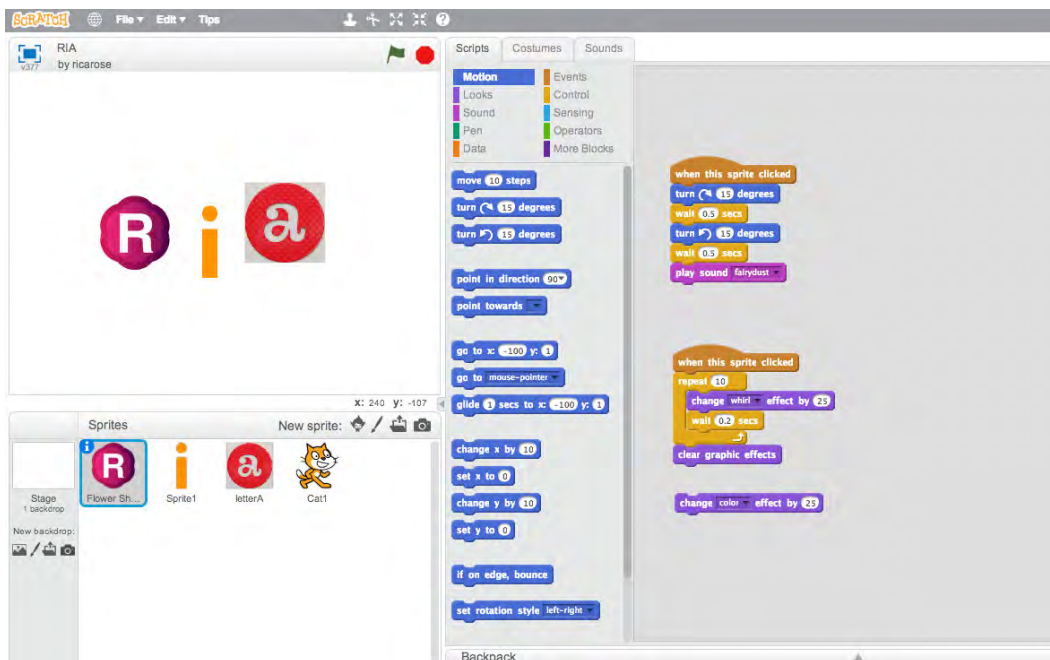 SCRATCH File Edit Tips
RIA
by ricarose
v377
R i a
X: 240 y: -107
Sprites New sprite:
Stage
1 backdrop
New backdrop:
R
Flower Sh...
Sprite1
a
letterA
Cat1
Scripts Costumes Sounds
Motion Events
Looks Control
Sound Sensing
Pen Operators
Data More Blocks
move 10 steps
turn 15 degrees
turn 15 degrees
point in direction 90
point towards
go to x: -100 y: 1
go to mouse-pointer
glide 1 secs to x: -100 y: 1
change x by 10
set x to 0
change y by 10
set y to 0
if on edge, bounce
set rotation style left-right
when this sprite clicked
turn 15 degrees
wait 0.5 secs
turn 15 degrees
wait 0.5 secs
play sound fairydust
when this sprite clicked
repeat 10
change whirl effect by 25
wait 0.2 secs
clear graphic effects
change color effect by 25
Backpack